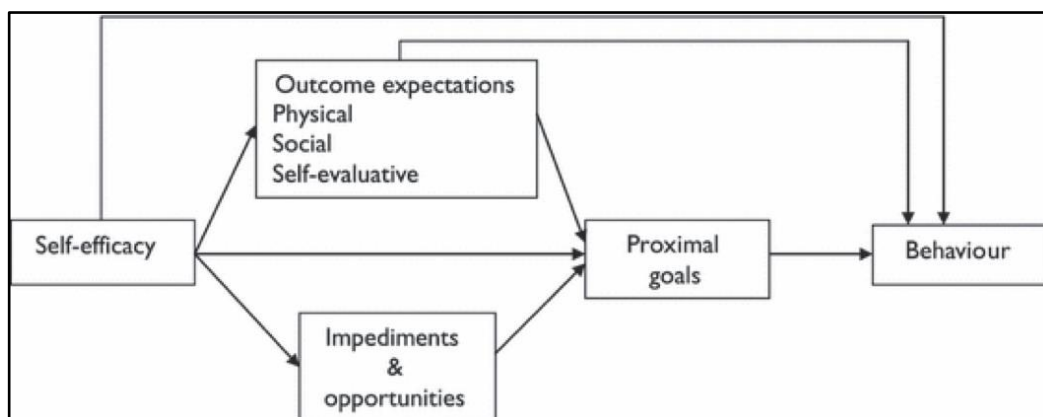 Outcome expectations
Physical
Social
Self-evaluative
Self-efficacy
Proximal
goals
Behaviour
Impediments
&
opportunities